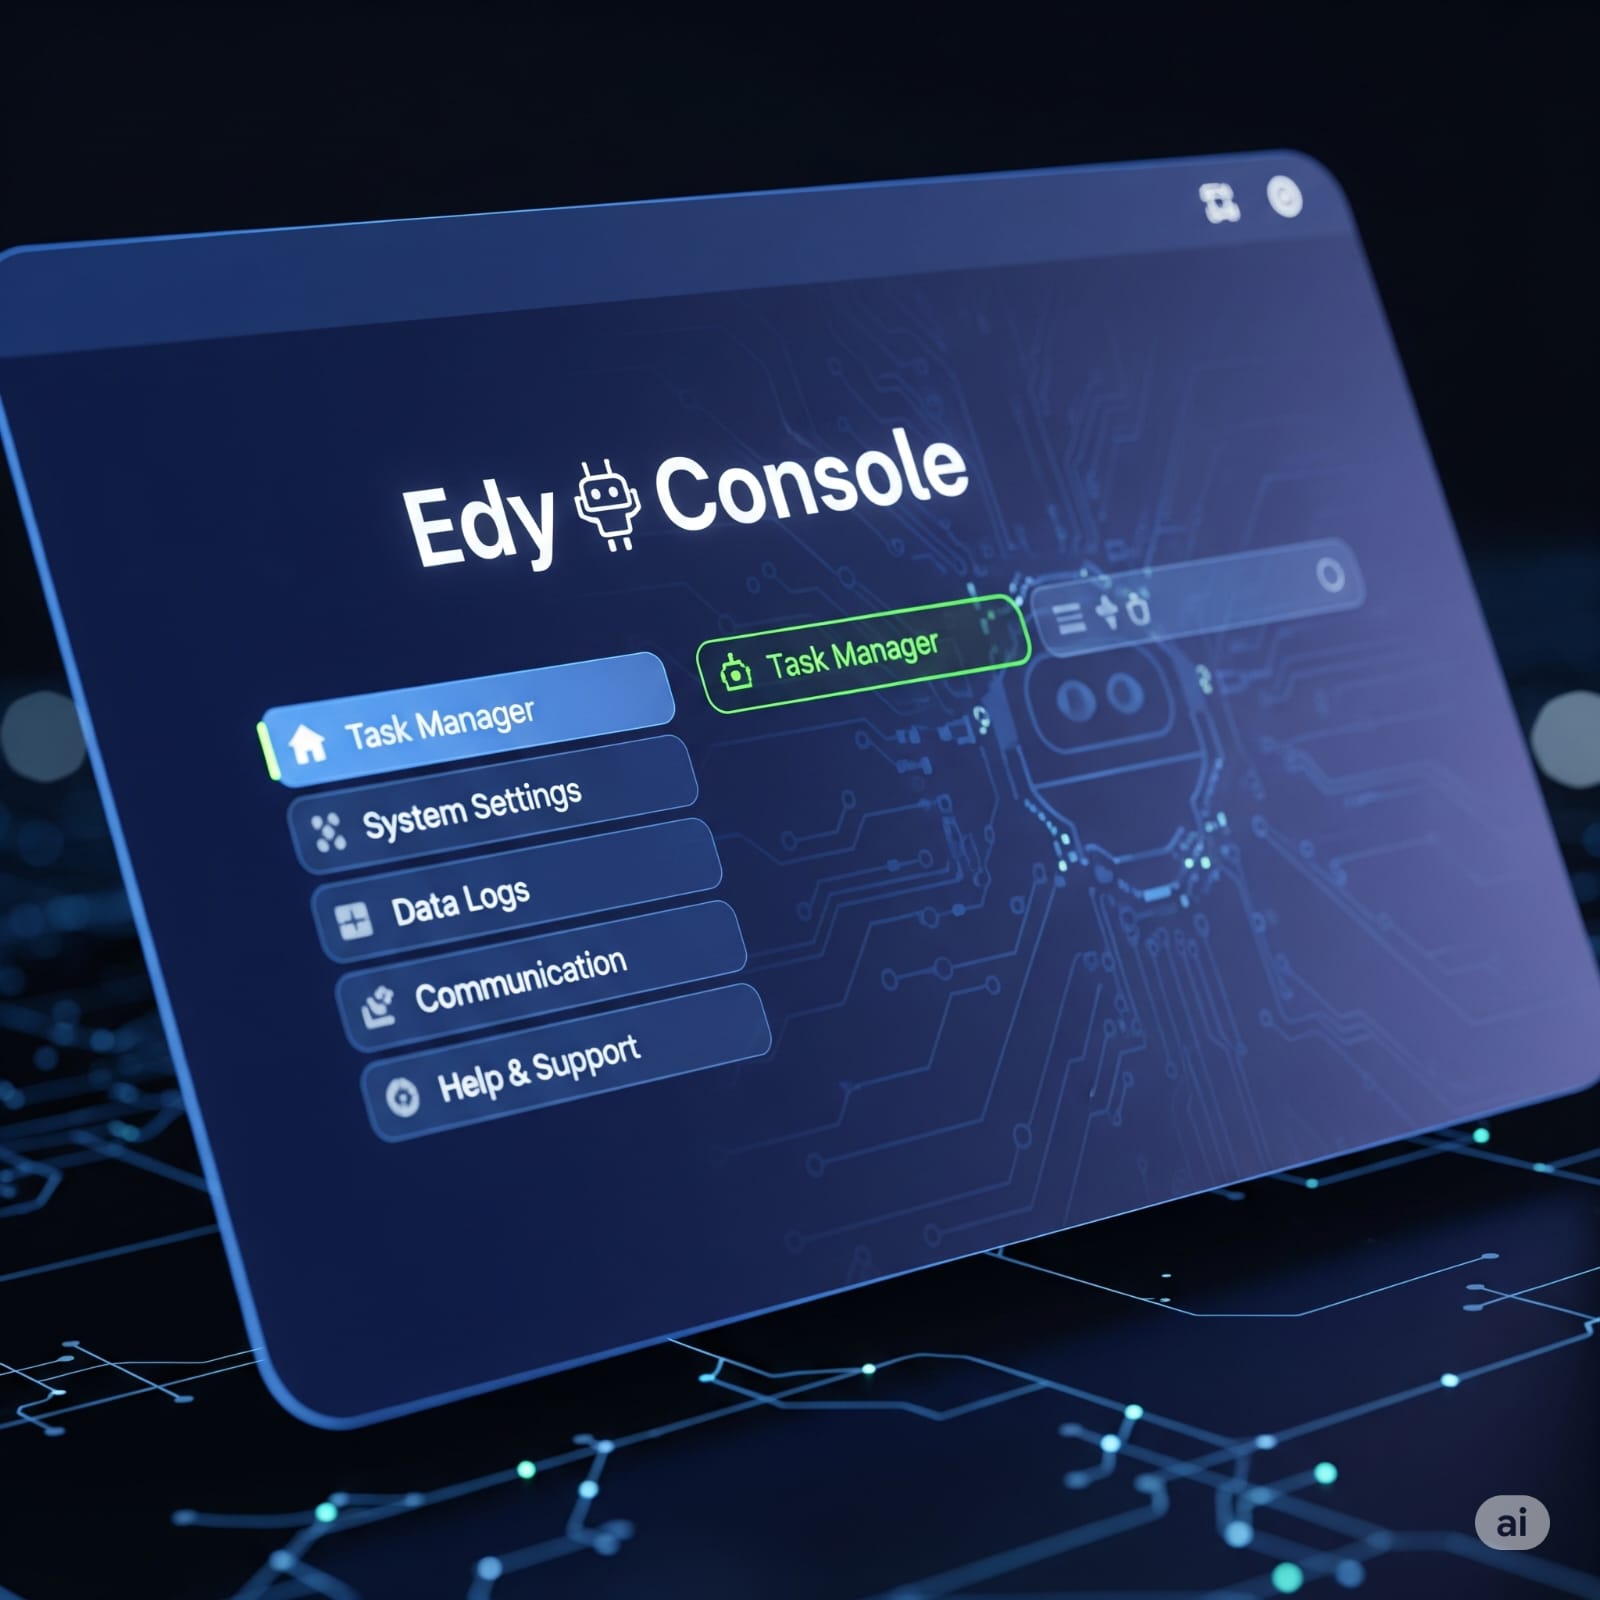 Edy Console
Task Manager
Task Manager
System Settings
Data Logs
Communication
Help & Support
ai